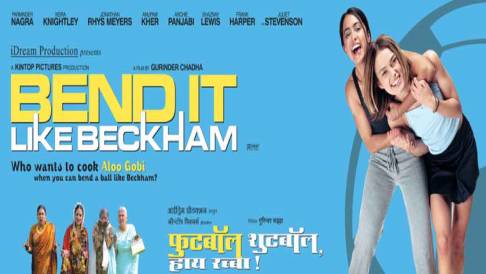 PARMINDER NAGRA KEIRA KNIGHTLEY JONATHAN RHYS MEYERS ANUPAM KHER ARCHIE PANJABI SHAZNAY LEWIS FRANK HARPER JULIET STEVENSON
iDream Production presents
A KINTOP PICTURES PRODUCTION A FILM BY GURINDER CHADHA
BEND IT
LIKE BECKHAM
Who wants to cook Aloo Gobi
when you can bend a ball like Beckham?
फुटबॉल शुटबॉल,
हाय रब्बा !